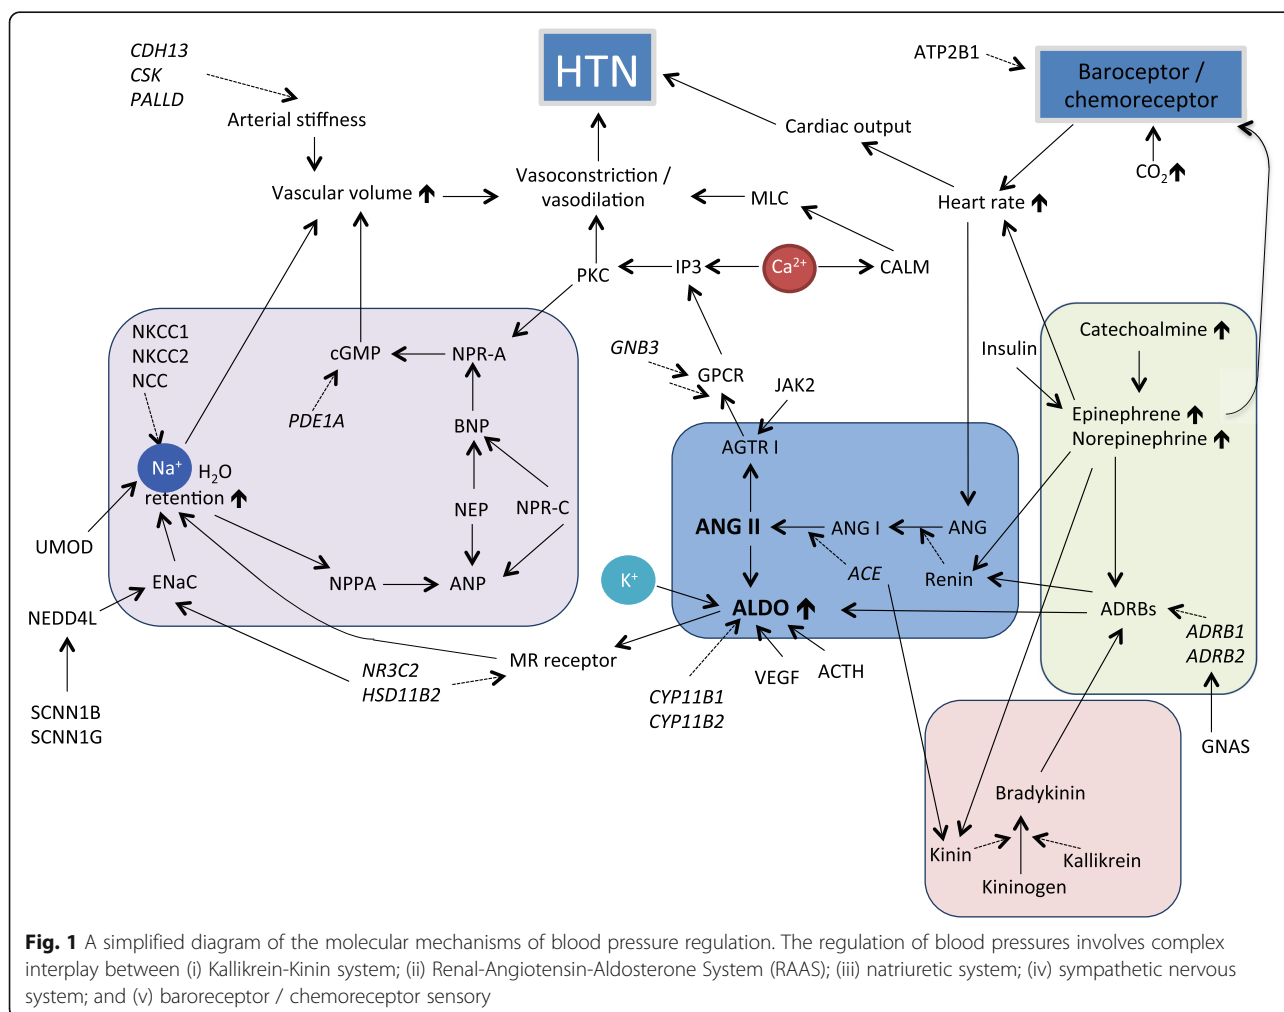 CDH13
CSK
PALLD
Arterial stiffness
Vascular volume
HTN
Vasoconstriction /
vasodilation
Cardiac output
ATP2B1
Baroceptor /
chemoreceptor
CO2
Heart rate
MLC
PKC
IP3
Ca2+
CALM
NKCC1
NKCC2
NCC
cGMP
NPR-A
PDE1A
BNP
Na+
H2O
retention
NEP
NPR-C
UMOD
ENaC
NPPA
ANP
NEDD4L
SCNN1B
SCNN1G
NR3C2
HSD11B2
MR receptor
GNB3
GPCR
JAK2
AGTR I
ANG II
ANG I
ANG
ACE
Renin
K+
ALDO
CYP11B1
CYP11B2
VEGF
ACTH
Insulin
Catechoalmine
Epinephrene
Norepinephrine
ADRBs
ADRB1
ADRB2
GNAS
Bradykinin
Kinin
Kallikrein
Kininogen
Fig. 1 A simplified diagram of the molecular mechanisms of blood pressure regulation. The regulation of blood pressures involves complex
interplay between (i) Kallikrein-Kinin system; (ii) Renal-Angiotensin-Aldosterone System (RAAS); (iii) natriuretic system; (iv) sympathetic nervous
system; and (v) baroreceptor / chemoreceptor sensory